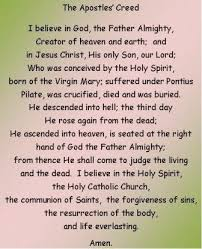 The Apostles' Creed
I believe in God, the Father Almighty,
Creator of heaven and earth;  and
in Jesus Christ, His only Son, our Lord;
Who was conceived by the Holy Spirit,
born of the Virgin Mary; suffered under Pontius
Pilate, was crucified, died and was buried.
He descended into hell; the third day
He rose again from the dead;
He ascended into heaven, is seated at the right
hand of God the Father Almighty;
from thence He shall come to judge the living
and the dead.  I believe in the Holy Spirit,
the Holy Catholic Church,
the communion of Saints,  the forgiveness of sins,
the resurrection of the body,
and life everlasting.
Amen.